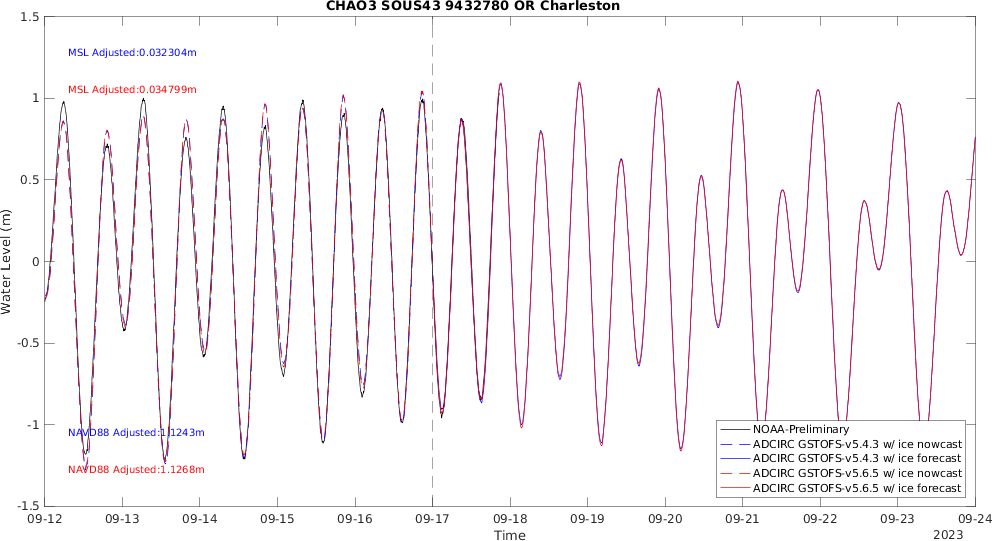 CHAO3 SOUS43 9432780 OR Charleston
1.5
1
0.5
0
-0.5
-1
-1.5
Water Level (m)
MSL Adjusted:0.032304m
MSL Adjusted:0.034799m
NAVD88 Adjusted:1.1243m
NAVD88 Adjusted:1.1268m
NOAA-Preliminary
ADCIRC GSTOFS-v5.4.3 w/ ice nowcast
ADCIRC GSTOFS-v5.4.3 w/ ice forecast
ADCIRC GSTOFS-v5.6.5 w/ ice nowcast
ADCIRC GSTOFS-v5.6.5 w/ ice forecast
09-12 09-13 09-14 09-15 09-16 09-17 09-18 09-19 09-20 09-21 09-22 09-23 09-24
Time
2023